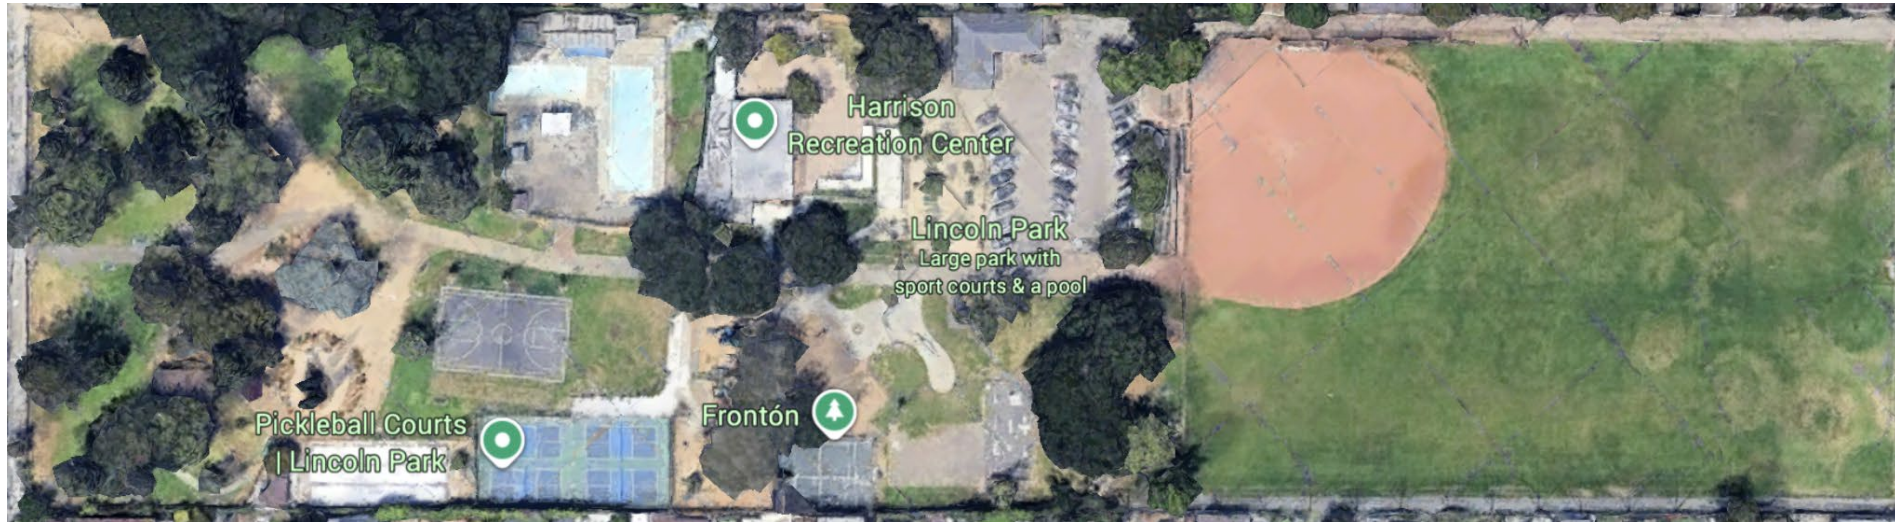 Harrison
Recreation Center
Lincoln Park
Large park with
sport courts & a pool
Pickleball Courts
| Lincoln Park
Frontón